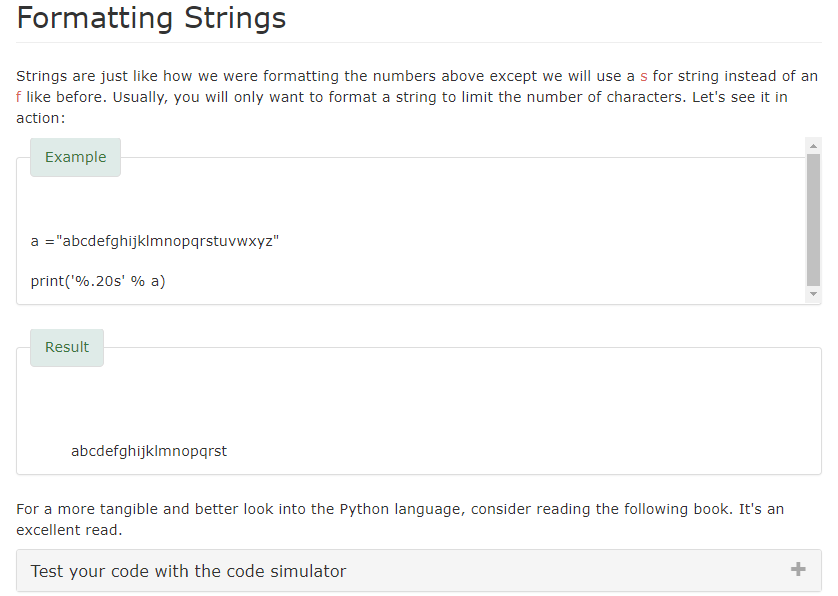 Formatting Strings
Strings are just like how we were formatting the numbers above except we will use a s for string instead of an
f like before. Usually, you will only want to format a string to limit the number of characters. Let's see it in
action:
Example
a ="abcdefghijklmnopqrstuvwxyz"
print('%.20s' % a)
Result
abcdefghijklmnopqrst
For a more tangible and better look into the Python language, consider reading the following book. It's an
excellent read.
Test your code with the code simulator